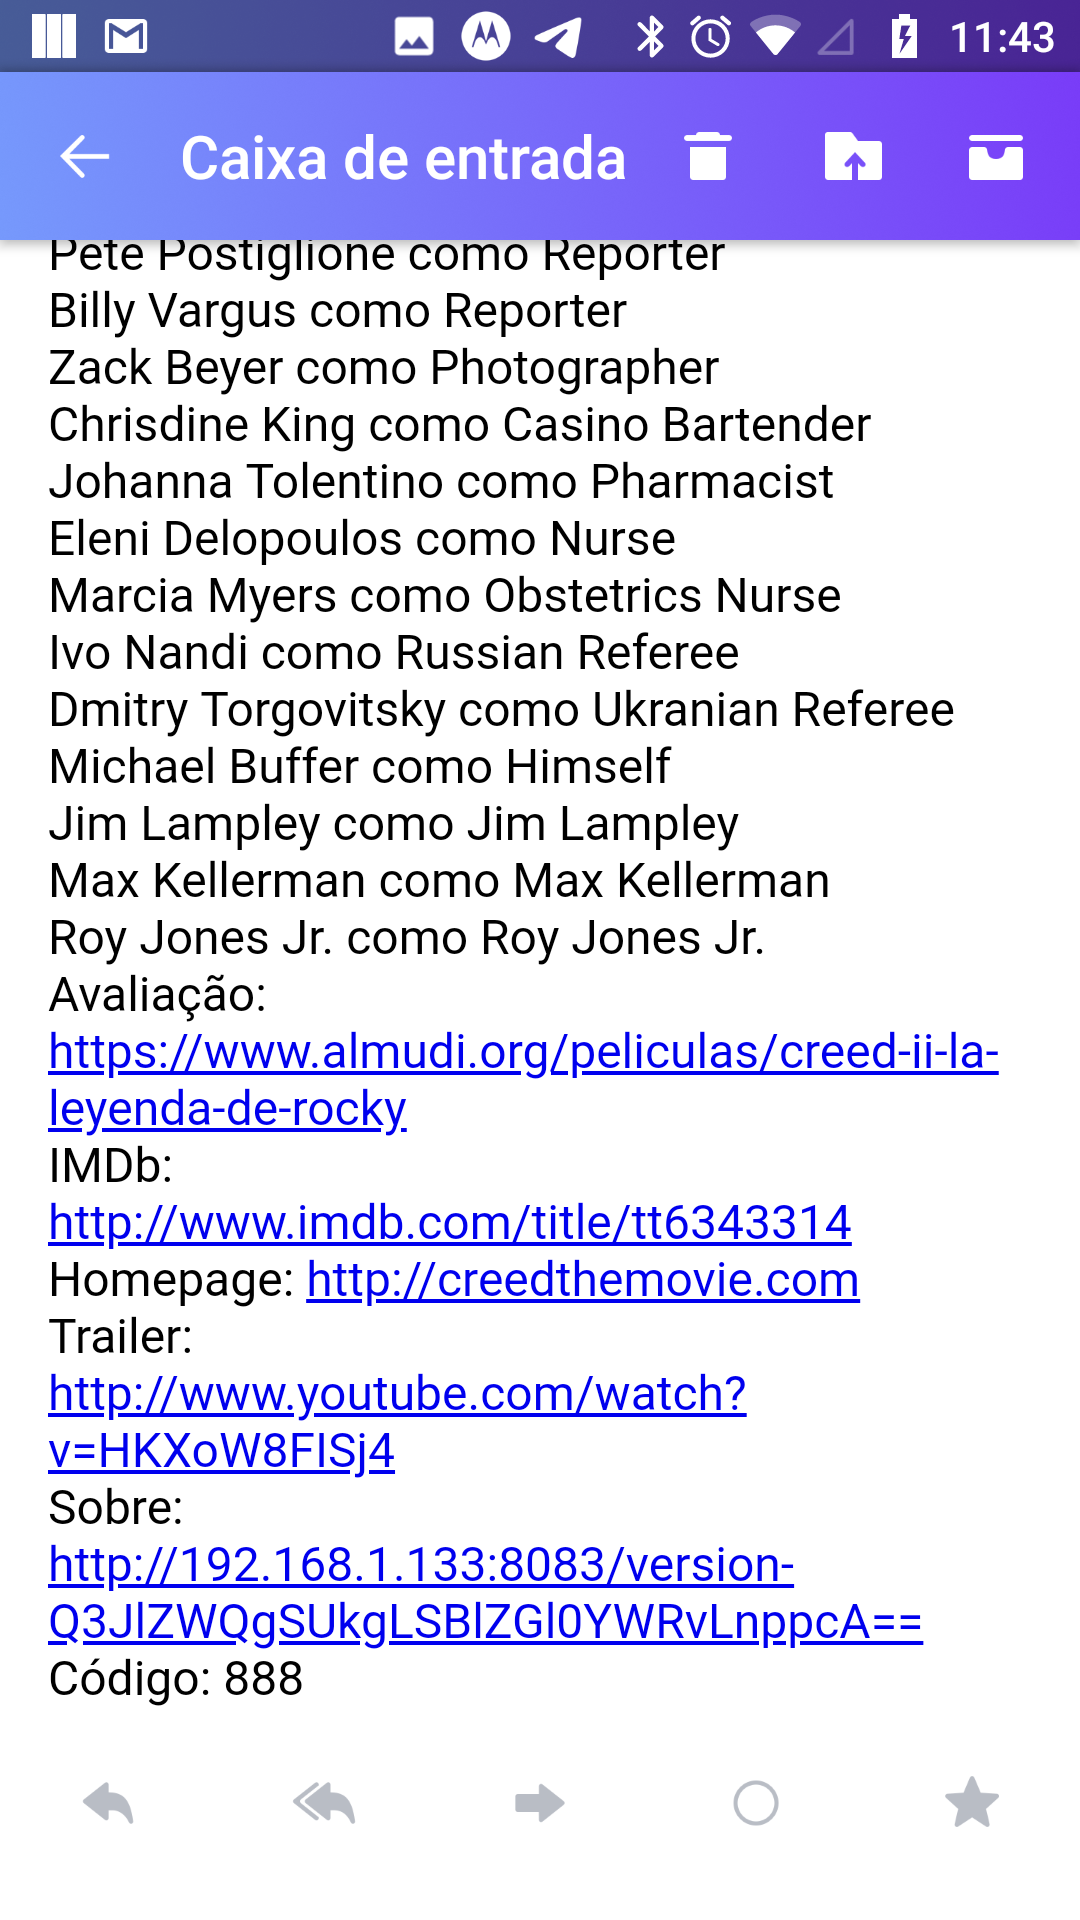 11:43
Caixa de entrada
Pete Postiglione como Reporter
Billy Vargus como Reporter
Zack Beyer como Photographer
Chrisdine King como Casino Bartender
Johanna Tolentino como Pharmacist
Eleni Delopoulos como Nurse
Marcia Myers como Obstetrics Nurse
Ivo Nandi como Russian Referee
Dmitry Torgovitsky como Ukranian Referee
Michael Buffer como Himself
Jim Lampley como Jim Lampley
Max Kellerman como Max Kellerman
Roy Jones Jr. como Roy Jones Jr.
Avaliação:
https://www.almudi.org/peliculas/creed-ii-la-
leyenda-de-rocky
IMDb:
http://www.imdb.com/title/tt6343314
Homepage: http://creedthemovie.com
Trailer:
http://www.youtube.com/watch?
v=HKXoW8FISj4
Sobre:
http://192.168.1.133:8083/version-
Q3JlZWQgSUkgLSBlZGl0YWRvLnppcA==
Código: 888